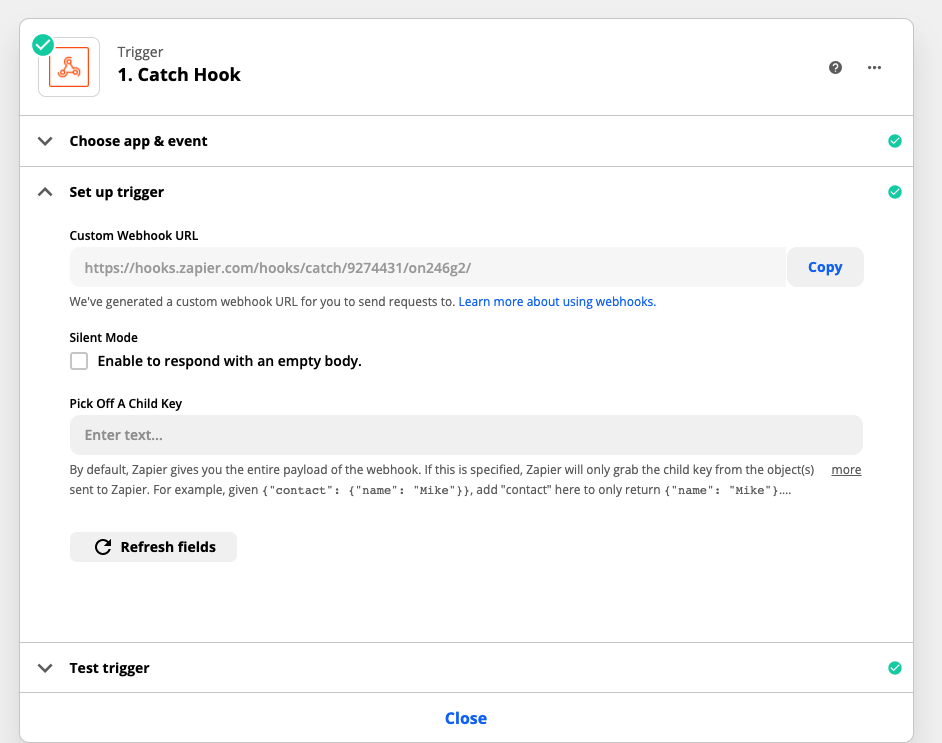 Trigger
1. Catch Hook
Choose app & event
Set up trigger
Custom Webhook URL
https://hooks.zapier.com/hooks/catch/9274431/on246g2/
Copy
We've generated a custom webhook URL for you to send requests to. Learn more about using webhooks.
Silent Mode
Enable to respond with an empty body.
Pick Off A Child Key
Enter text...
By default, Zapier gives you the entire payload of the webhook. If this is specified, Zapier will only grab the child key from the object(s) more
sent to Zapier. For example, given {"contact": {"name": "Mike"}}, add "contact" here to only return {"name": "Mike"}....
Refresh fields
Test trigger
Close